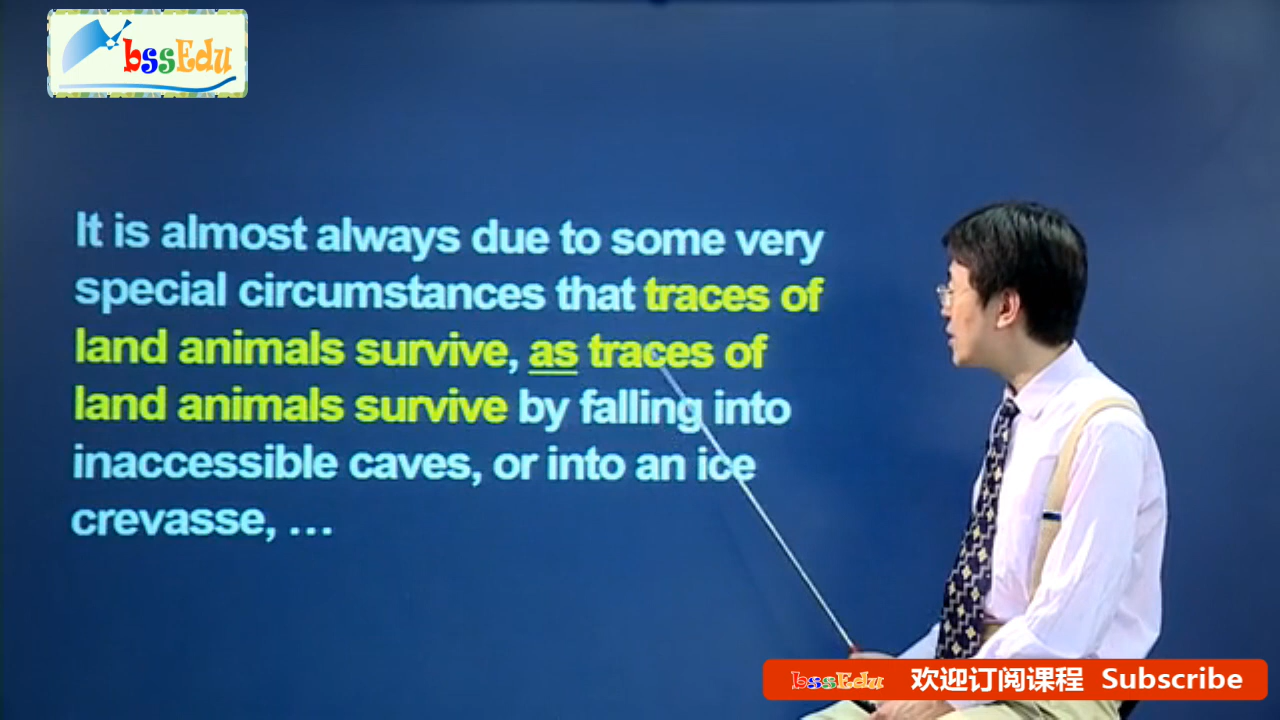 bssEdu
It is almost always due to some very
special circumstances that traces of
land animals survive, as traces of
land animals survive by falling into
inaccessible caves, or into an ice
crevasse, …
bssEdu 欢迎订阅课程 Subscribe